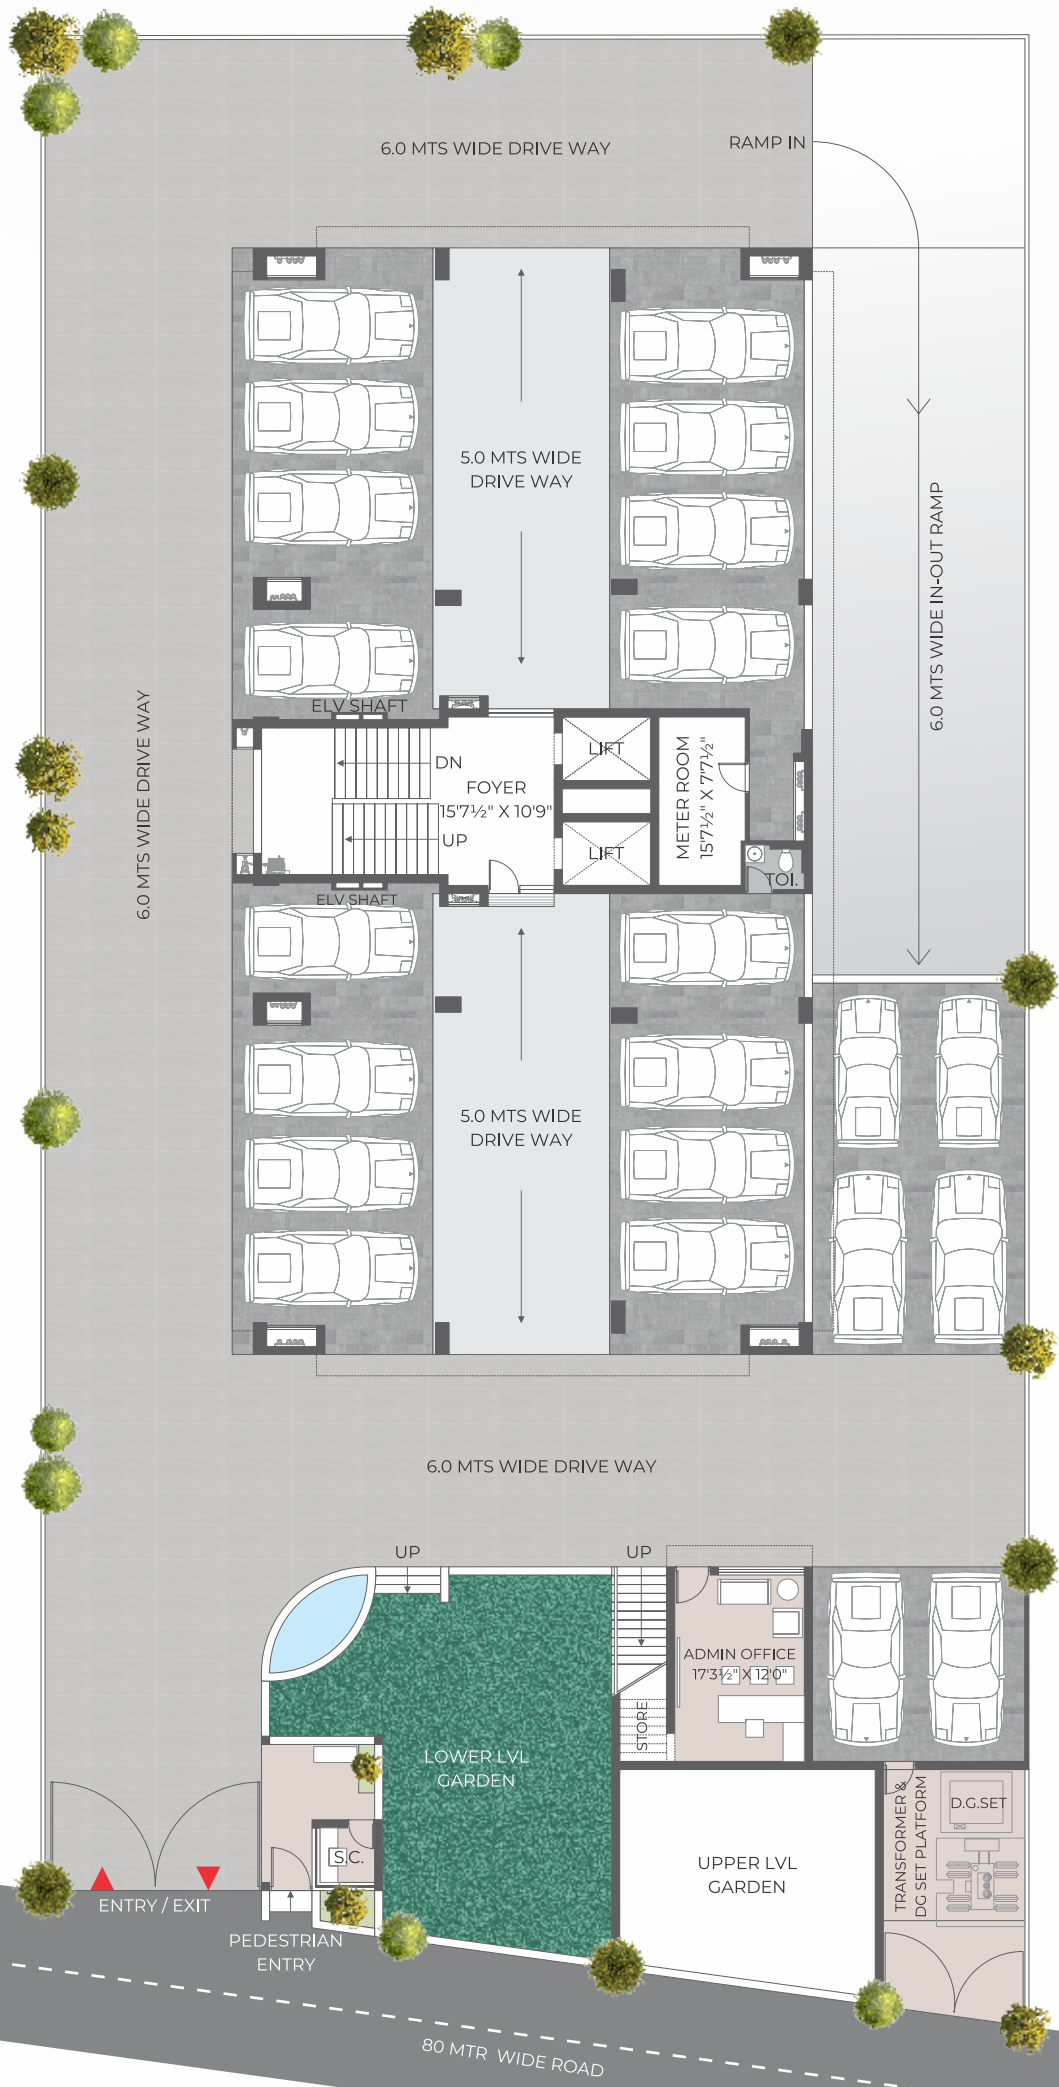 6.0 MTS WIDE DRIVE WAY
RAMP IN
5.0 MTS WIDE
DRIVE WAY
6.0 MTS WIDE IN-OUT RAMP
6.0 MTS WIDE DRIVE WAY
ELV SHAFT
DN
FOYER
15'7½" X 10'9"
UP
LIFT
LIFT
METER ROOM
15'7½" X 7'7½"
TOI.
ELV SHAFT
5.0 MTS WIDE
DRIVE WAY
6.0 MTS WIDE DRIVE WAY
UP
UP
ADMIN OFFICE
17'3½" X 12'0"
STORE
LOWER LVL
GARDEN
S.C.
UPPER LVL
GARDEN
TRANSFORMER &
DG SET PLATFORM
D.G.SET
ENTRY / EXIT
PEDESTRIAN
ENTRY
80 MTR WIDE ROAD